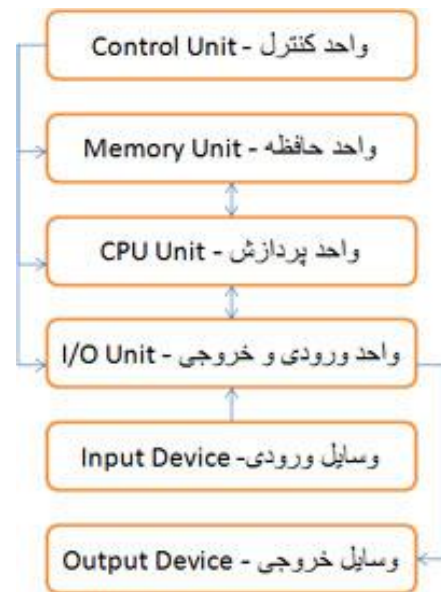 واحد کنترل - Control Unit
واحد حافظه - Memory Unit
واحد پردازش - CPU Unit
واحد ورودی و خروجی - I/O Unit
وسایل ورودی- Input Device
وسایل خروجی - Output Device